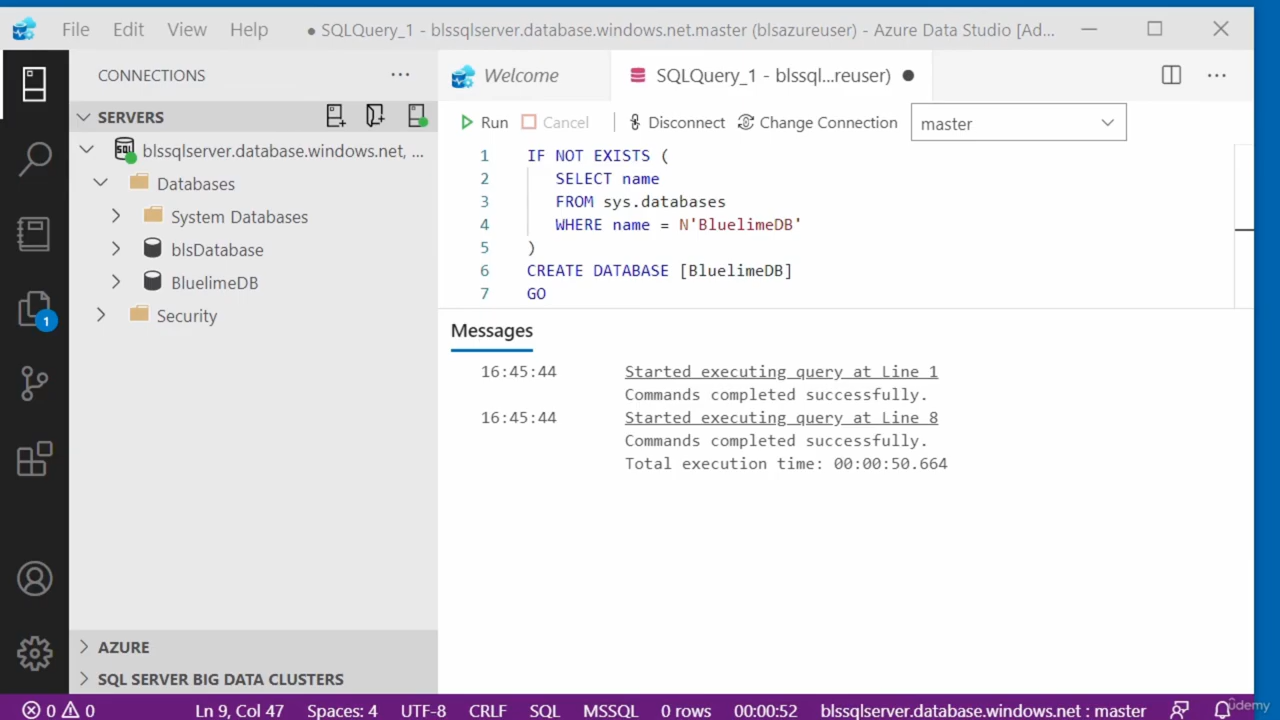 File Edit View Help ● SQLQuery_1 - blssqlserver.database.windows.net.master (blsazureuser) - Azure Data Studio [Ad...
CONNECTIONS ...
Welcome
SQLQuery_1 - blssql...reuser) ●
SERVERS
Run Cancel Disconnect Change Connection master
blssqlserver.database.windows.net, ...
Databases
System Databases
blsDatabase
BluelimeDB
Security
1
AZURE
SQL SERVER BIG DATA CLUSTERS
1 IF NOT EXISTS (
2 SELECT name
3 FROM sys.databases
4 WHERE name = N'BluelimeDB'
5 )
6 CREATE DATABASE [BluelimeDB]
7 GO
Messages
16:45:44 Started executing query at Line 1
Commands completed successfully.
16:45:44 Started executing query at Line 8
Commands completed successfully.
Total execution time: 00:00:50.664
0 0 Ln 9, Col 47 Spaces: 4 UTF-8 CRLF SQL MSSQL 0 rows 00:00:52 blssqlserver.database.windows.net : master
Udemy